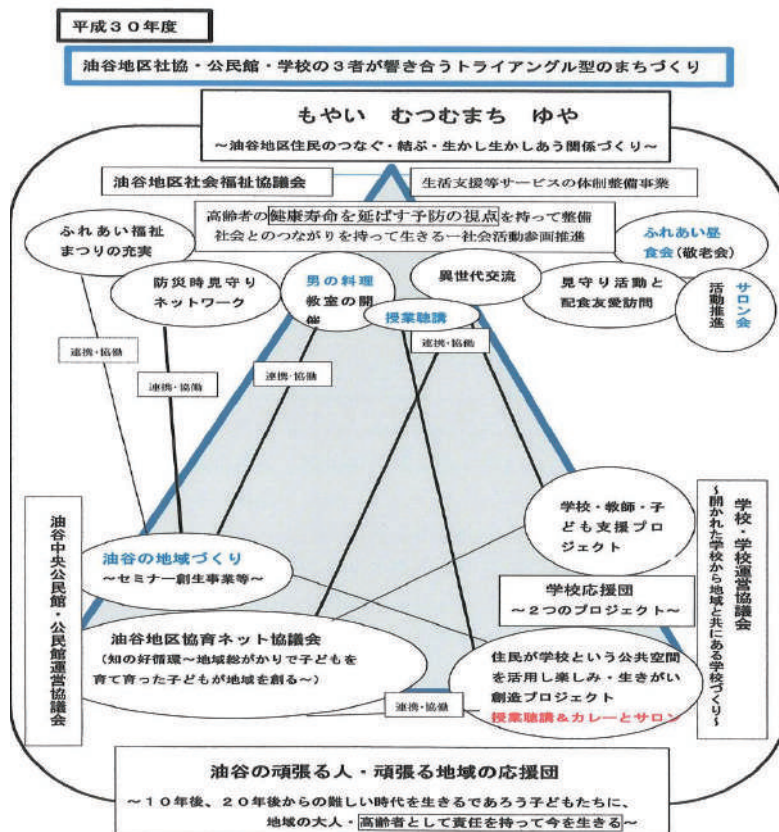 平成３０年度
油谷地区社協・公民館・学校の３者が響き合うトライアングル型のまちづくり
もやい むつむまち ゆや
～油谷地区住民のつなぐ・結ぶ・生かし生かしあう関係づくり～
油谷地区社会福祉協議会
生活支援等サービスの体制整備事業
高齢者の健康寿命を延ばす予防の視点を持って整備
社会とのつながりを持って生きる―社会活動参画推進
ふれあい福祉
まつりの充実
防災時見守り
ネットワーク
男の料理
教室の開
催
授業聴講
異世代交流
見守り活動と
配食友愛訪問
ふれあい昼
食会(敬老会)
サロン会
活動推進
連携・協働
連携・協働
連携・協働
連携・協働
油谷中央公民館・公民館運営協議会
学校・学校運営協議会
～開かれた学校から地域と共にある学校づくり～
学校・教師・子
ども支援プロ
ジェクト
油谷の地域づくり
～セミナー創生事業等～
学校応援団
～２つのプロジェクト～
油谷地区協育ネット協議会
(知の好循環～地域総がかりで子どもを
育て育った子どもが地域を創る～)
住民が学校という公共空間
を活用し楽しみ・生きがい
創造プロジェクト
授業聴講＆カレーとサロン
連携・協働
油谷の頑張る人・頑張る地域の応援団
～１０年後、２０年後からの難しい時代を生きるであろう子どもたちに、
地域の大人・高齢者として責任を持って今を生きる～